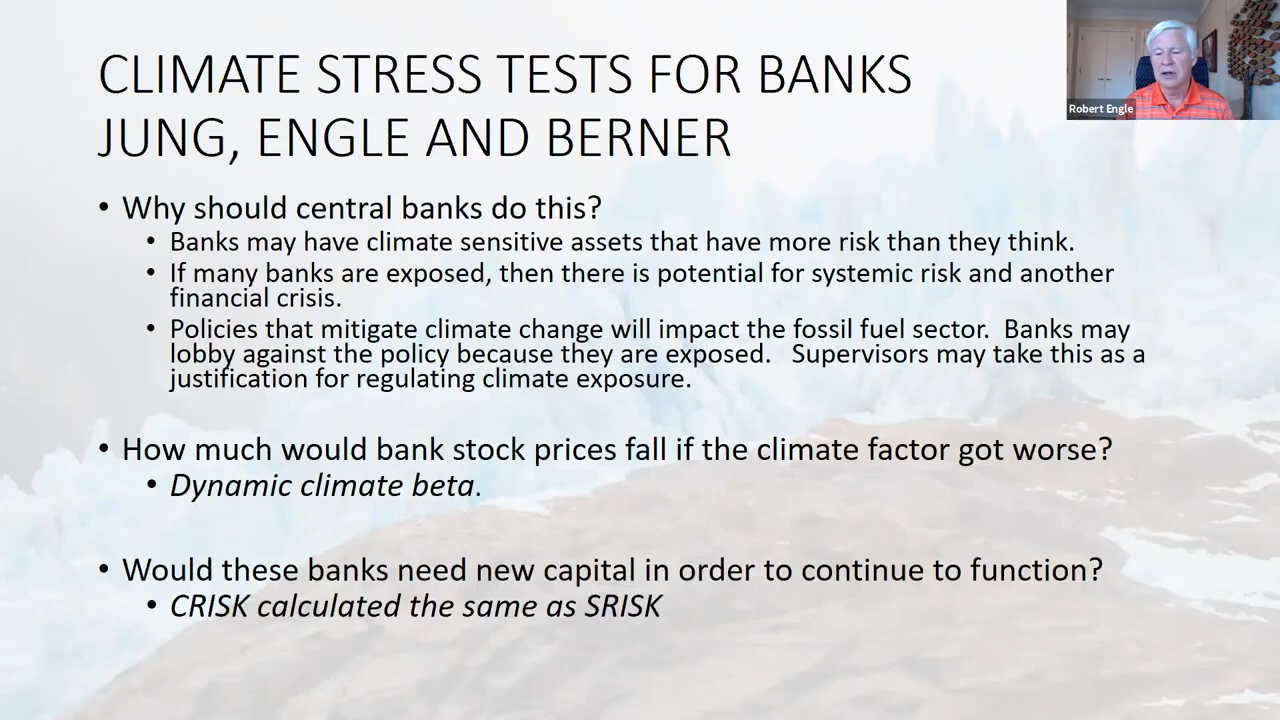 CLIMATE STRESS TESTS FOR BANKS
JUNG, ENGLE AND BERNER
Robert Engle
• Why should central banks do this?
• Banks may have climate sensitive assets that have more risk than they think.
• If many banks are exposed, then there is potential for systemic risk and another
financial crisis.
• Policies that mitigate climate change will impact the fossil fuel sector.  Banks may
lobby against the policy because they are exposed.   Supervisors may take this as a
justification for regulating climate exposure.
• How much would bank stock prices fall if the climate factor got worse?
• Dynamic climate beta.
• Would these banks need new capital in order to continue to function?
• CRISK calculated the same as SRISK